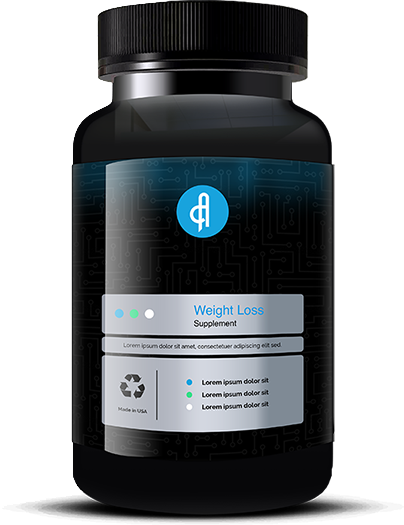 Weight Loss
Supplement
Lorem ipsum dolor sit amet, consectetuer adipiscing elit sed.
Made in USA
Lorem ipsum dolor sit
Lorem ipsum dolor sit
Lorem ipsum dolor sit